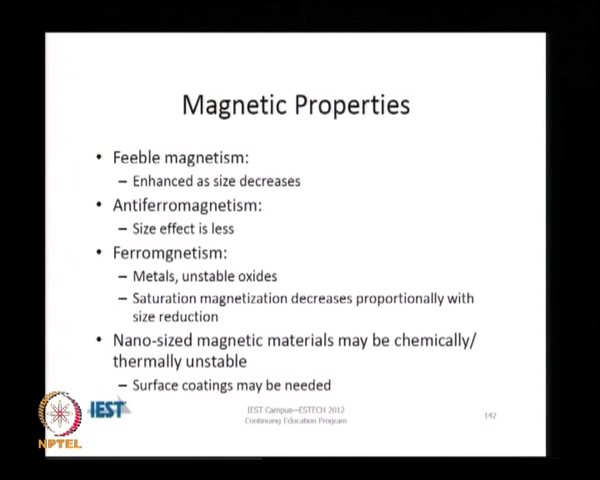 Magnetic Properties
• Feeble magnetism:
– Enhanced as size decreases
• Antiferromagnetism:
– Size effect is less
• Ferromgnetism:
– Metals, unstable oxides
– Saturation magnetization decreases proportionally with
size reduction
• Nano-sized magnetic materials may be chemically/
thermally unstable
– Surface coatings may be needed
IEST
IEST Campus—ESTECH 2012
Continuing Education Program
142
NPTEL